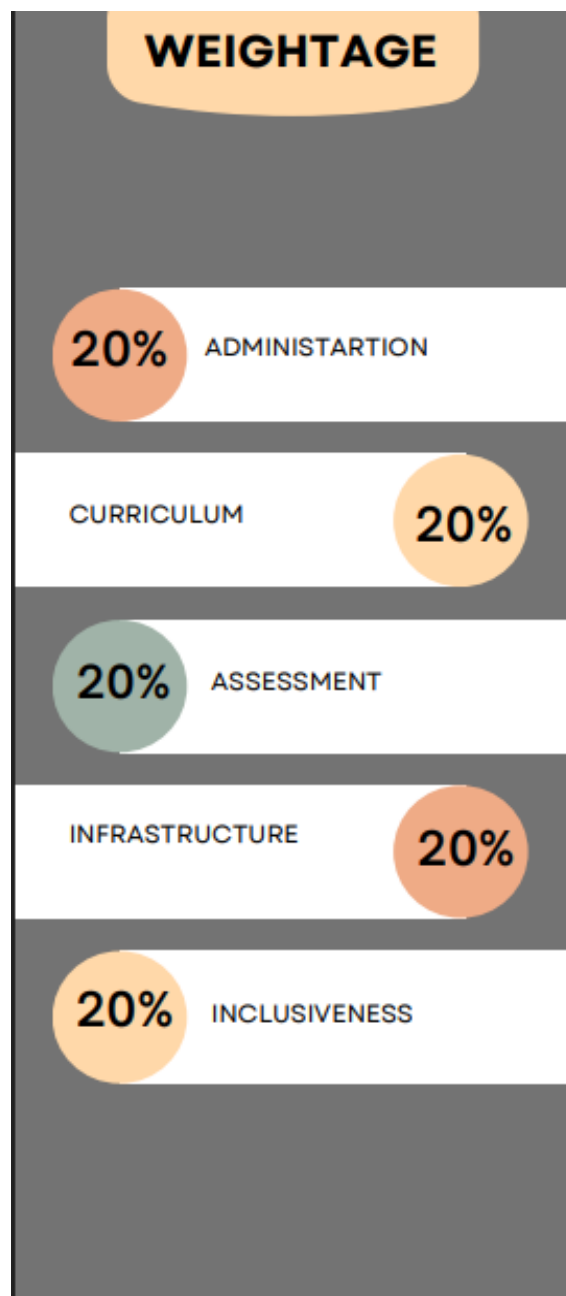 WEIGHTAGE
20% ADMINISTARTION
CURRICULUM 20%
20% ASSESSMENT
INFRASTRUCTURE 20%
20% INCLUSIVENESS